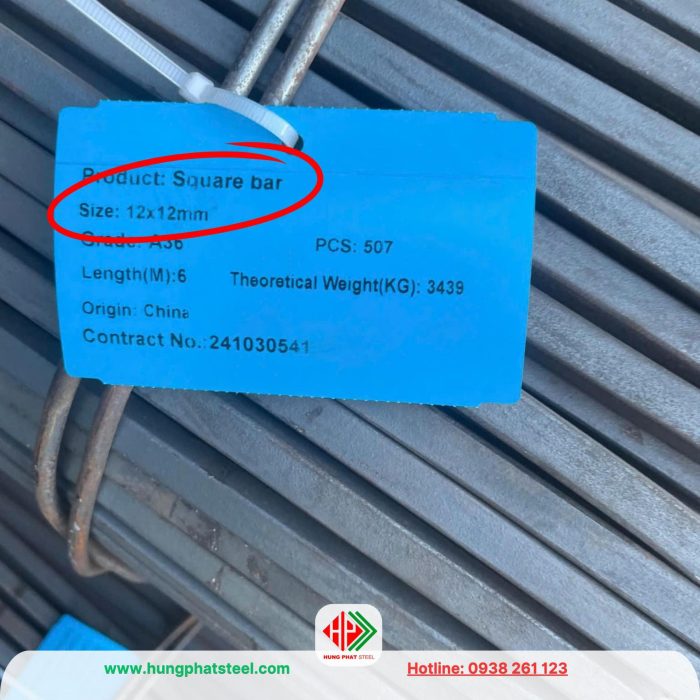 Product: Square bar
Size: 12x12mm
Grade: A36
PCS: 507
Length(M):6
Theoretical Weight(KG): 3439
Origin: China
Contract No.:241030541
HUNG PHAT STEEL
www.hungphatsteel.com
Hotline: 0938 261 123